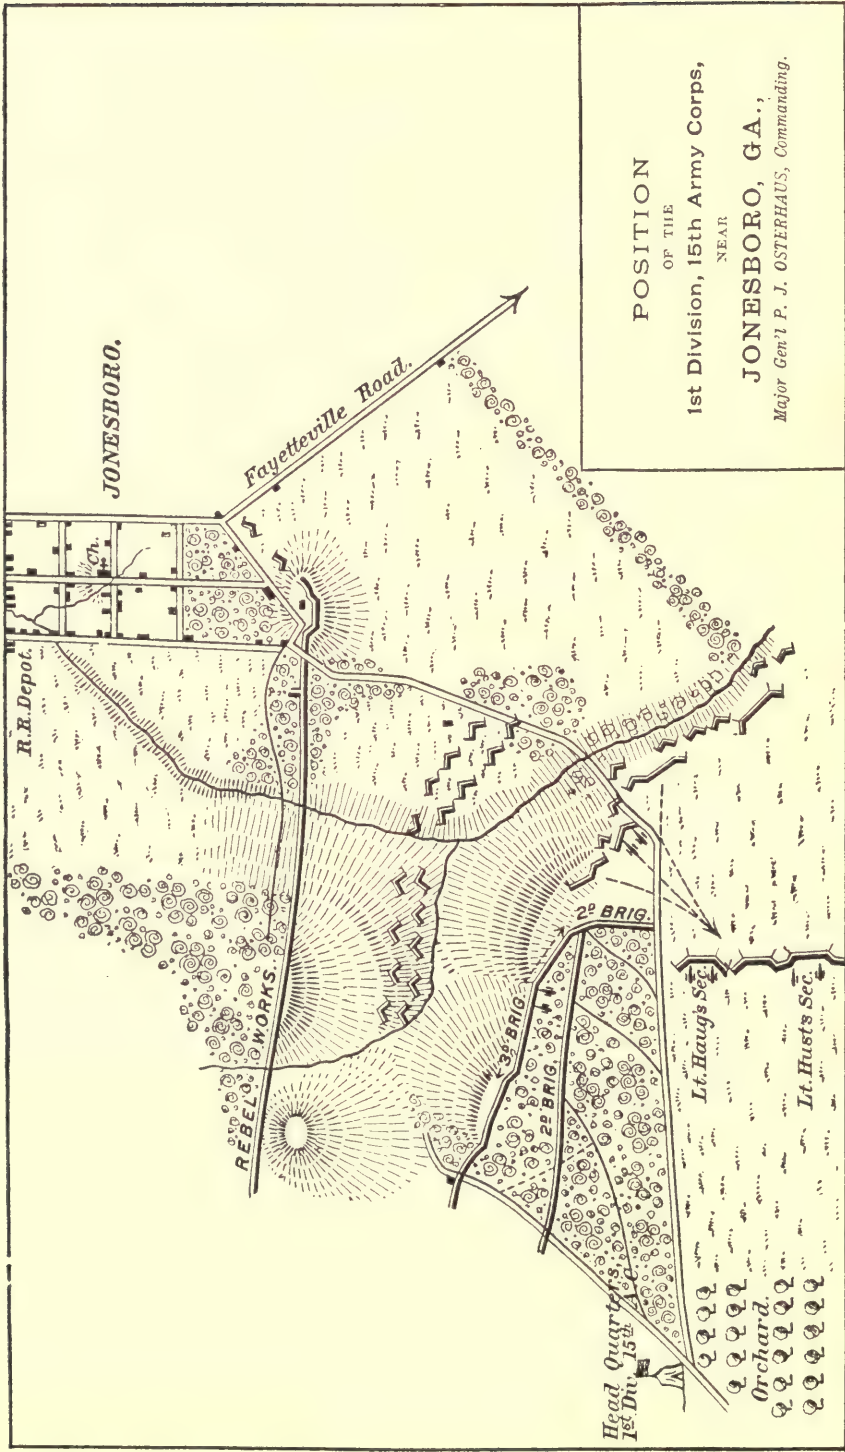 POSITION
OF THE
1st Division, 15th Army Corps,
NEAR
JONESBORO, GA.,
Major Gen'l P. J. OSTERHAUS, Commanding.
JONESBORO.
Fayetteville Road.
Ch.
R.R. Depot.
REBEL WORKS.
2D BRIG.
3D BRIG.
2D BRIG.
Lt. Haug's Sec.
Lt. Hust's Sec.
Head Quarters,
1st Div. 15th A.C.
Orchard.